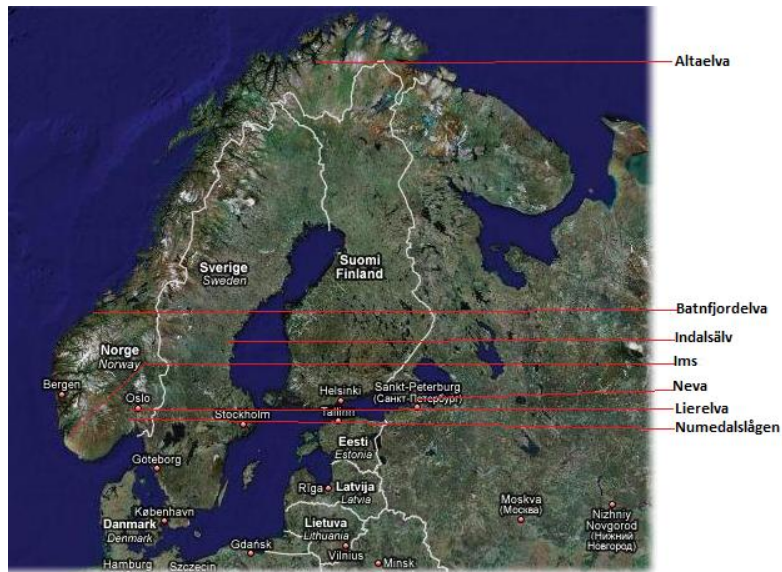 Altaelva
Sverige
Sweden
Suomi
Finland
Batnfjordelva
Norge
Norway
Indalsälv
Ims
Bergen
Oslo
Helsinki
Sankt-Peterburg
(Санкт-Петербург)
Neva
Stockholm
Tallinn
Lierelva
Numedalslågen
Eesti
Estonia
Göteborg
Rīga
Latvija
Latvia
Moskva
(Москва)
København
Danmark
Denmark
Lietuva
Lithuania
Nizhniy
Novgorod
(Нижний
Новгород)
Gdańsk
Vilnius
Minsk
Hamburg
Szczecin